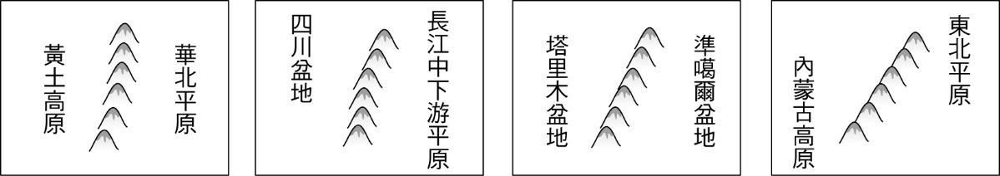 黃土高原
華北平原
四川盆地
長江中下游平原
塔里木盆地
準噶爾盆地
內蒙古高原
東北平原